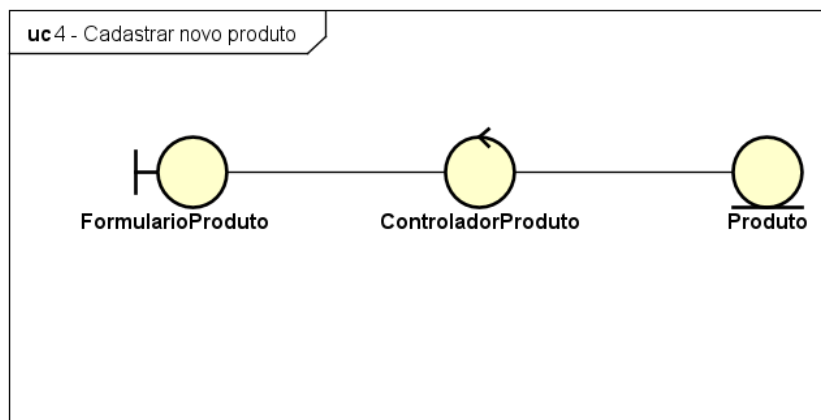 uc 4 - Cadastrar novo produto
FormularioProduto
ControladorProduto
Produto